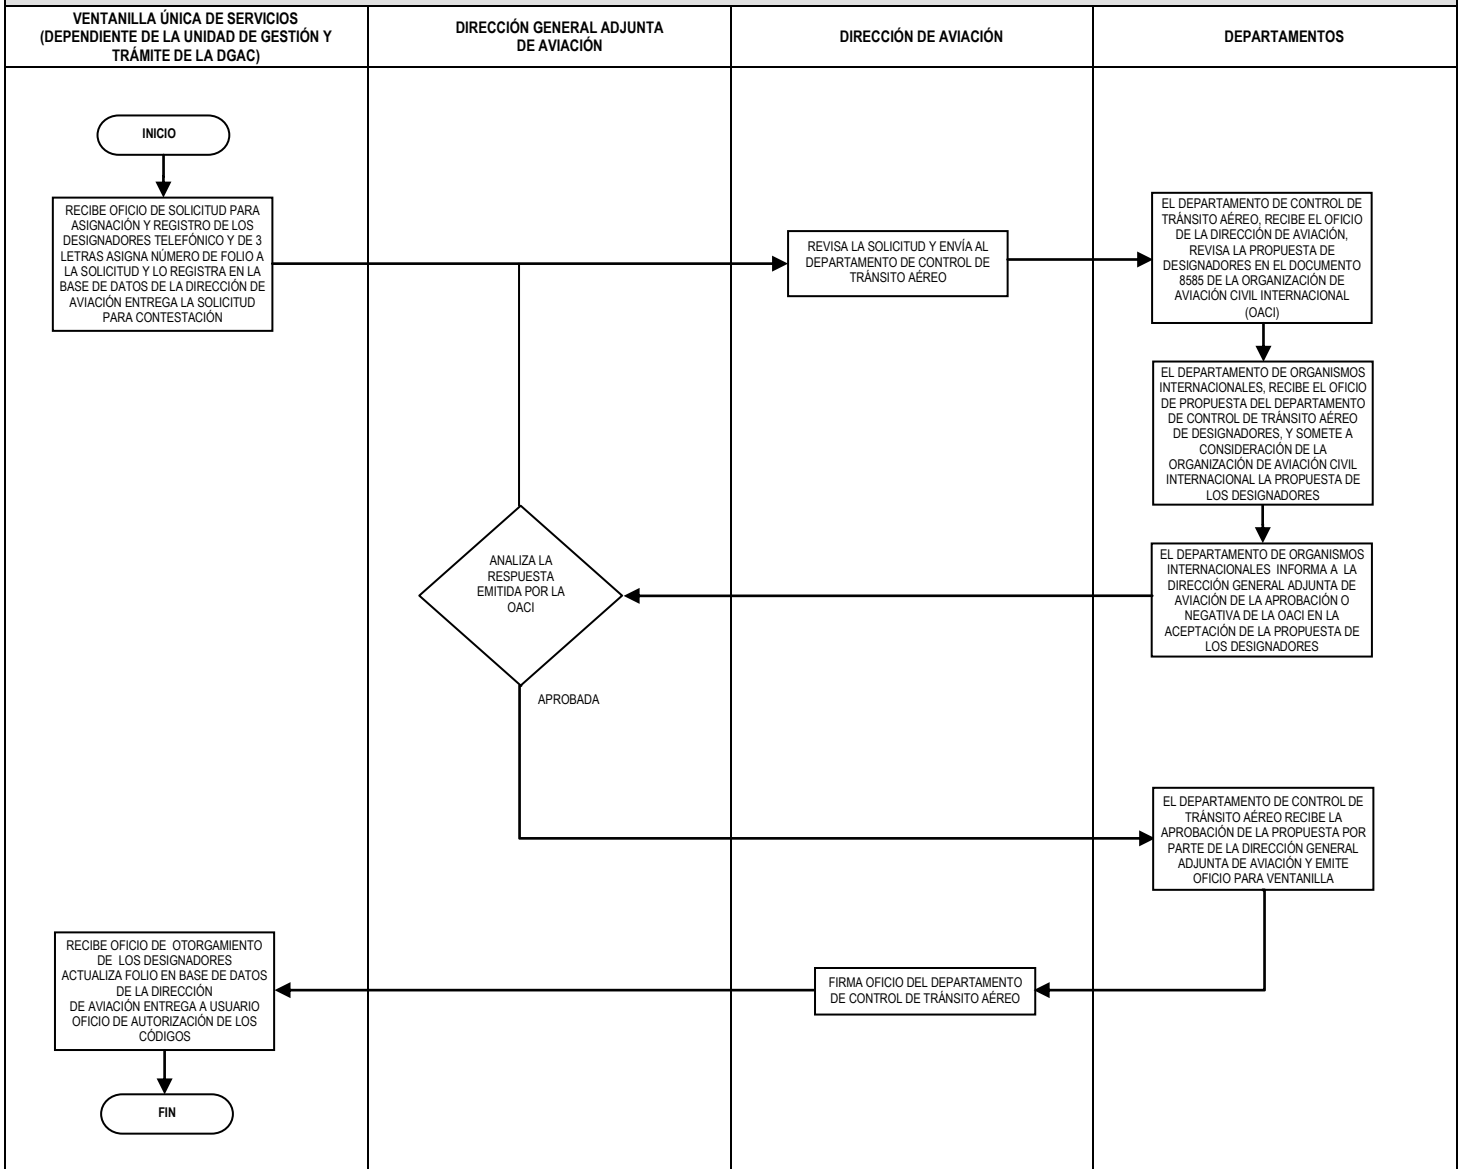 VENTANILLA ÚNICA DE SERVICIOS
(DEPENDIENTE DE LA UNIDAD DE GESTIÓN Y
TRÁMITE DE LA DGAC)
DIRECCIÓN GENERAL ADJUNTA
DE AVIACIÓN
DIRECCIÓN DE AVIACIÓN
DEPARTAMENTOS
INICIO
RECIBE OFICIO DE SOLICITUD PARA
ASIGNACIÓN Y REGISTRO DE LOS
DESIGNADORES TELEFÓNICO Y DE 3
LETRAS ASIGNA NÚMERO DE FOLIO A
LA SOLICITUD Y LO REGISTRA EN LA
BASE DE DATOS DE LA DIRECCIÓN DE
AVIACIÓN ENTREGA LA SOLICITUD
PARA CONTESTACIÓN
REVISA LA SOLICITUD Y ENVÍA AL
DEPARTAMENTO DE CONTROL DE
TRÁNSITO AÉREO
EL DEPARTAMENTO DE CONTROL DE
TRÁNSITO AÉREO, RECIBE EL OFICIO
DE LA DIRECCIÓN DE AVIACIÓN,
REVISA LA PROPUESTA DE
DESIGNADORES EN EL DOCUMENTO
8585 DE LA ORGANIZACIÓN DE
AVIACIÓN CIVIL INTERNACIONAL
(OACI)
EL DEPARTAMENTO DE ORGANISMOS
INTERNACIONALES, RECIBE EL OFICIO
DE PROPUESTA DEL DEPARTAMENTO
DE CONTROL DE TRÁNSITO AÉREO
DE DESIGNADORES, Y SOMETE A
CONSIDERACIÓN DE LA
ORGANIZACIÓN DE AVIACIÓN CIVIL
INTERNACIONAL LA PROPUESTA DE
LOS DESIGNADORES
EL DEPARTAMENTO DE ORGANISMOS
INTERNACIONALES INFORMA A LA
DIRECCIÓN GENERAL ADJUNTA DE
AVIACIÓN DE LA APROBACIÓN O
NEGATIVA DE LA OACI EN LA
ACEPTACIÓN DE LA PROPUESTA DE
LOS DESIGNADORES
ANALIZA LA
RESPUESTA
EMITIDA POR LA
OACI
APROBADA
EL DEPARTAMENTO DE CONTROL DE
TRÁNSITO AÉREO RECIBE LA
APROBACIÓN DE LA PROPUESTA POR
PARTE DE LA DIRECCIÓN GENERAL
ADJUNTA DE AVIACIÓN Y EMITE
OFICIO PARA VENTANILLA
FIRMA OFICIO DEL DEPARTAMENTO
DE CONTROL DE TRÁNSITO AÉREO
RECIBE OFICIO DE OTORGAMIENTO
DE LOS DESIGNADORES
ACTUALIZA FOLIO EN BASE DE DATOS
DE LA DIRECCIÓN
DE AVIACIÓN ENTREGA A USUARIO
OFICIO DE AUTORIZACIÓN DE LOS
CÓDIGOS
FIN